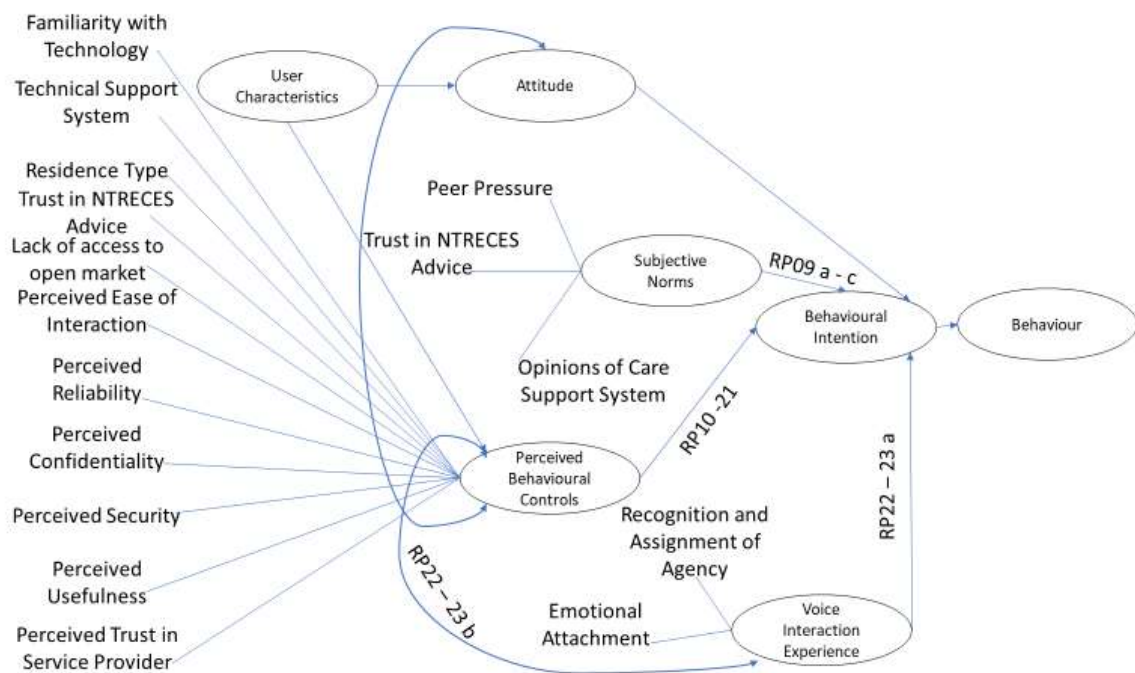 Familiarity with
Technology
Technical Support
System
Residence Type
Trust in NTRECES
Advice
Lack of access to
open market
Perceived Ease of
Interaction
Perceived
Reliability
Perceived
Confidentiality
Perceived Security
Perceived
Usefulness
Perceived Trust in
Service Provider
User
Characteristics
Attitude
Peer Pressure
Trust in NTRECES
Advice
Opinions of Care
Support System
Subjective
Norms
RP09 a - c
Behavioural
Intention
Behaviour
RP10 -21
Perceived
Behavioural
Controls
RP22 – 23 a
Recognition and
Assignment of
Agency
RP22 – 23 b
Emotional
Attachment
Voice
Interaction
Experience